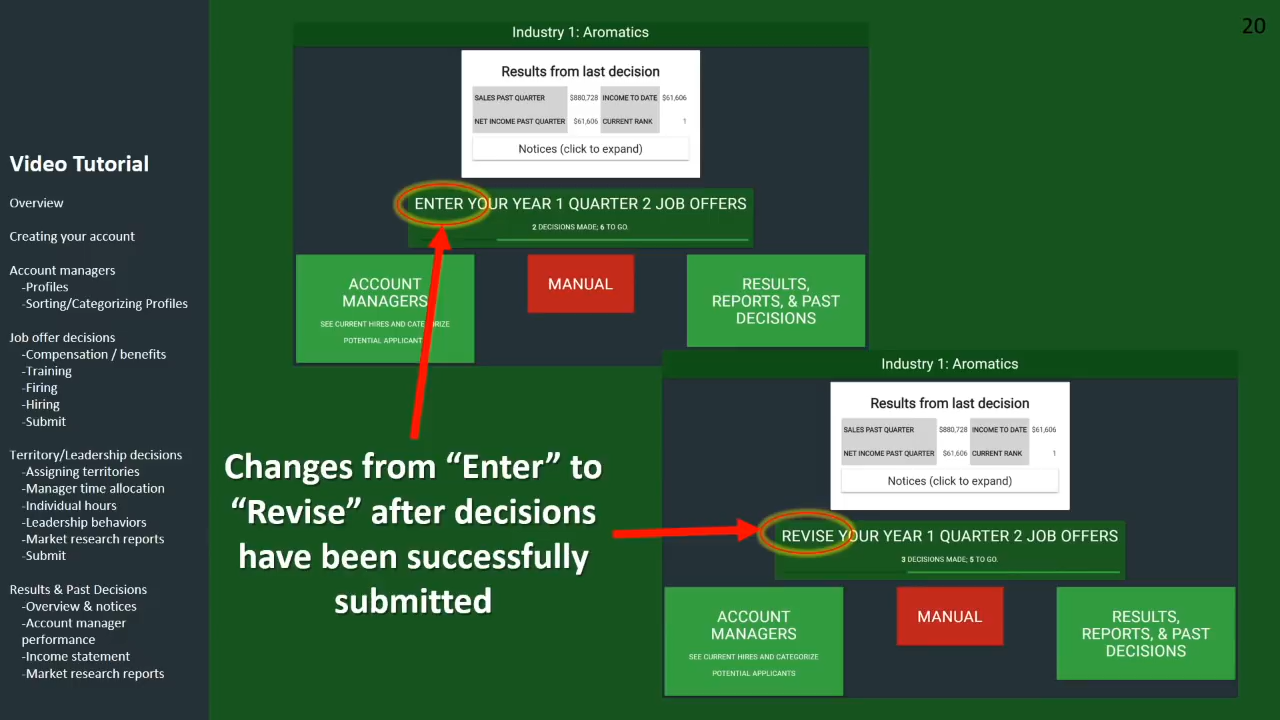 20
Video Tutorial
Overview
Creating your account
Account managers
-Profiles
-Sorting/Categorizing Profiles
Job offer decisions
-Compensation / benefits
-Training
-Firing
-Hiring
-Submit
Territory/Leadership decisions
-Assigning territories
-Manager time allocation
-Individual hours
-Leadership behaviors
-Market research reports
-Submit
Results & Past Decisions
-Overview & notices
-Account manager
performance
-Income statement
-Market research reports
Industry 1: Aromatics
Results from last decision
SALES PAST QUARTER $880,728 INCOME TO DATE $61,606
NET INCOME PAST QUARTER $61,606 CURRENT RANK 1
Notices (click to expand)
ENTER YOUR YEAR 1 QUARTER 2 JOB OFFERS
2 DECISIONS MADE; 6 TO GO.
ACCOUNT
MANAGERS
SEE CURRENT HIRES AND CATEGORIZE
POTENTIAL APPLICANTS
MANUAL
RESULTS,
REPORTS, & PAST
DECISIONS
Changes from “Enter” to
“Revise” after decisions
have been successfully
submitted
Industry 1: Aromatics
Results from last decision
SALES PAST QUARTER $880,728 INCOME TO DATE $61,606
NET INCOME PAST QUARTER $61,606 CURRENT RANK 1
Notices (click to expand)
REVISE YOUR YEAR 1 QUARTER 2 JOB OFFERS
3 DECISIONS MADE; 5 TO GO.
ACCOUNT
MANAGERS
SEE CURRENT HIRES AND CATEGORIZE
POTENTIAL APPLICANTS
MANUAL
RESULTS,
REPORTS, & PAST
DECISIONS